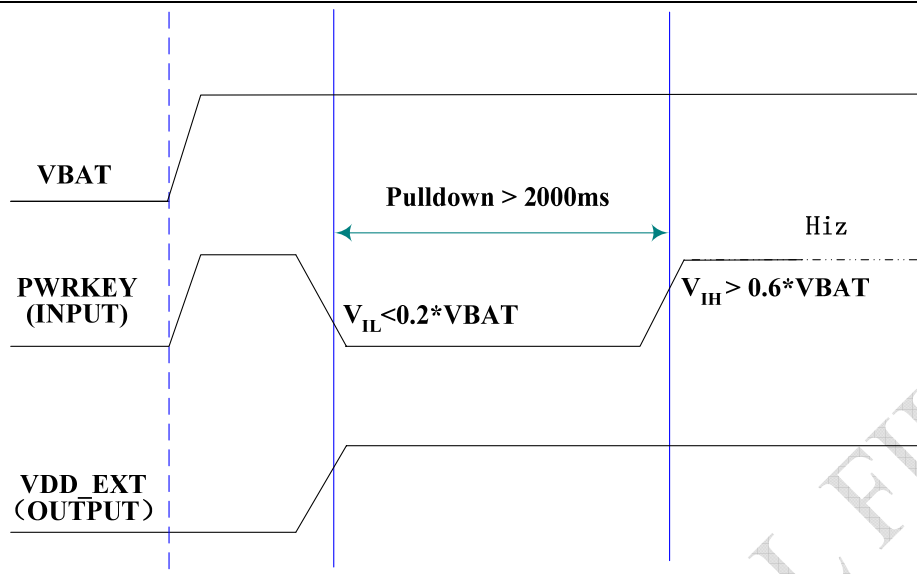 VBAT
Pulldown > 2000ms
Hiz
PWRKEY
(INPUT)
V_IL<0.2*VBAT
V_IH > 0.6*VBAT
VDD_EXT
（OUTPUT）